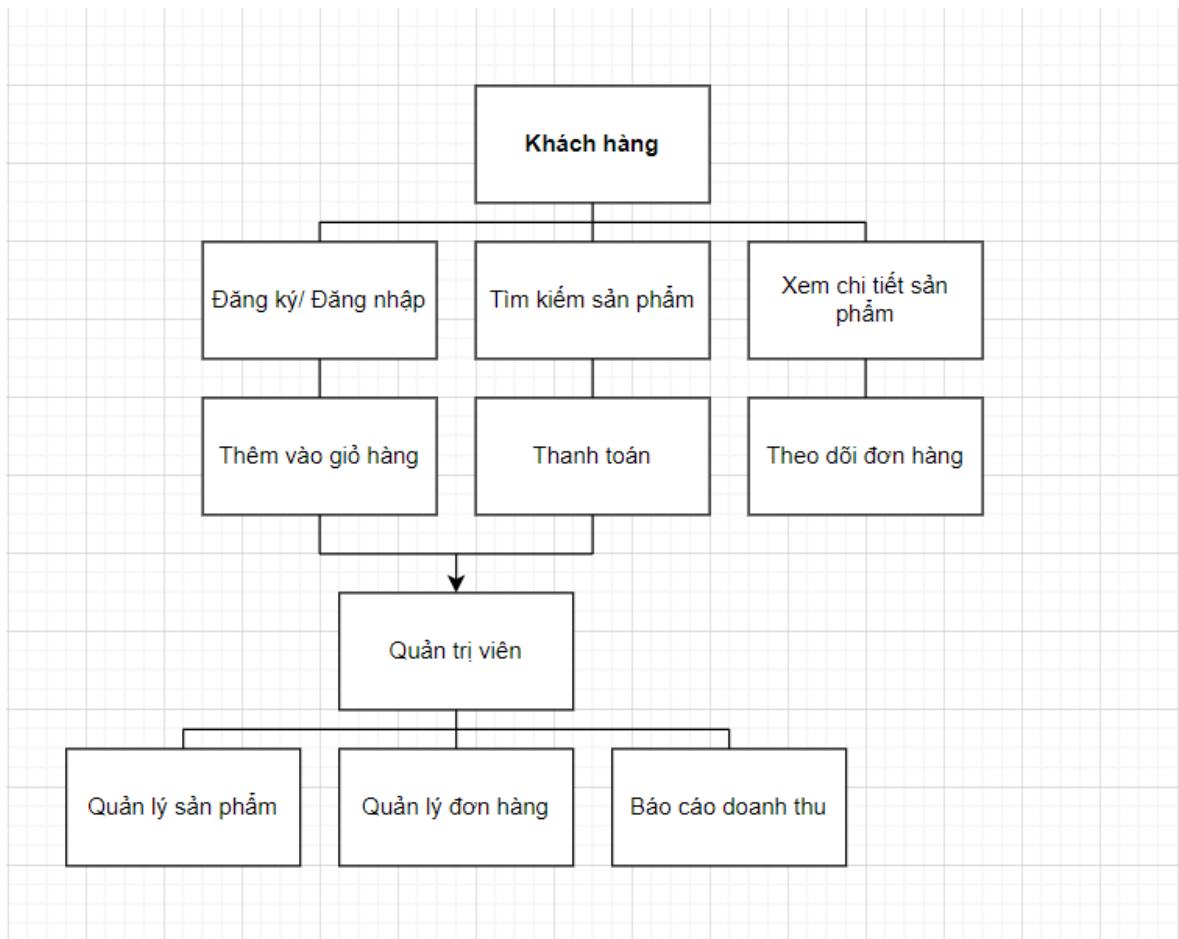 Khách hàng
Đăng ký/ Đăng nhập
Tìm kiếm sản phẩm
Xem chi tiết sản
phẩm
Thêm vào giỏ hàng
Thanh toán
Theo dõi đơn hàng
Quản trị viên
Quản lý sản phẩm
Quản lý đơn hàng
Báo cáo doanh thu